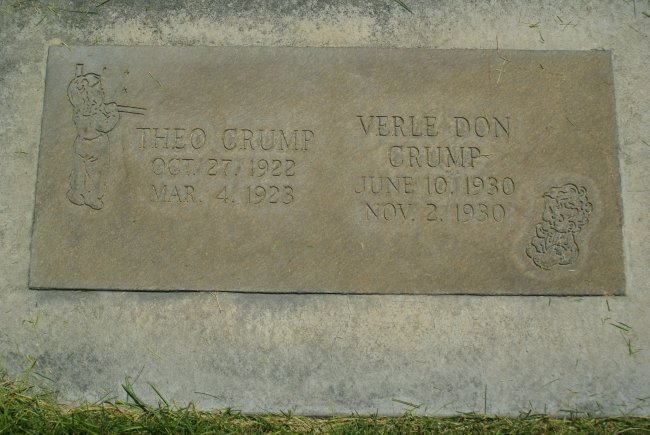 THEO CRUMP
OCT. 27, 1922
MAR. 4, 1923
VERLE DON
CRUMP
JUNE 10, 1930
NOV. 2, 1930